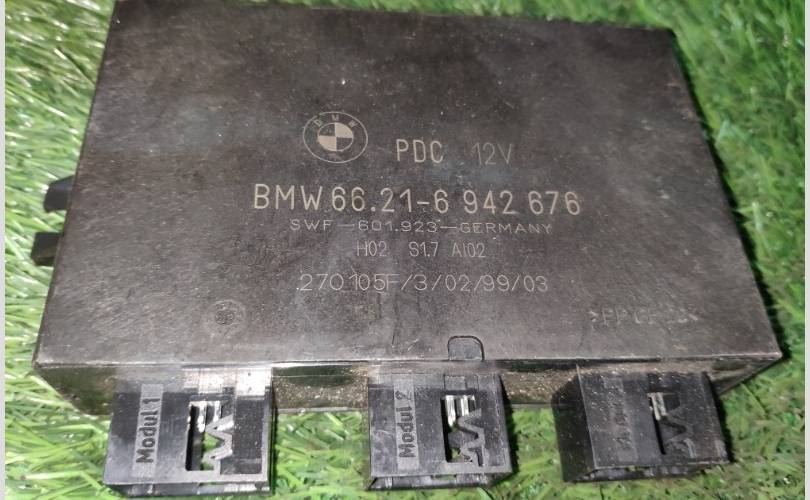 BMW
PDC 12V
BMW 66.21-6 942 676
SWF-601.923-GERMANY
H02 S1.7 AI02
270105F/3/02/99/03
Modul 1
Modul 2